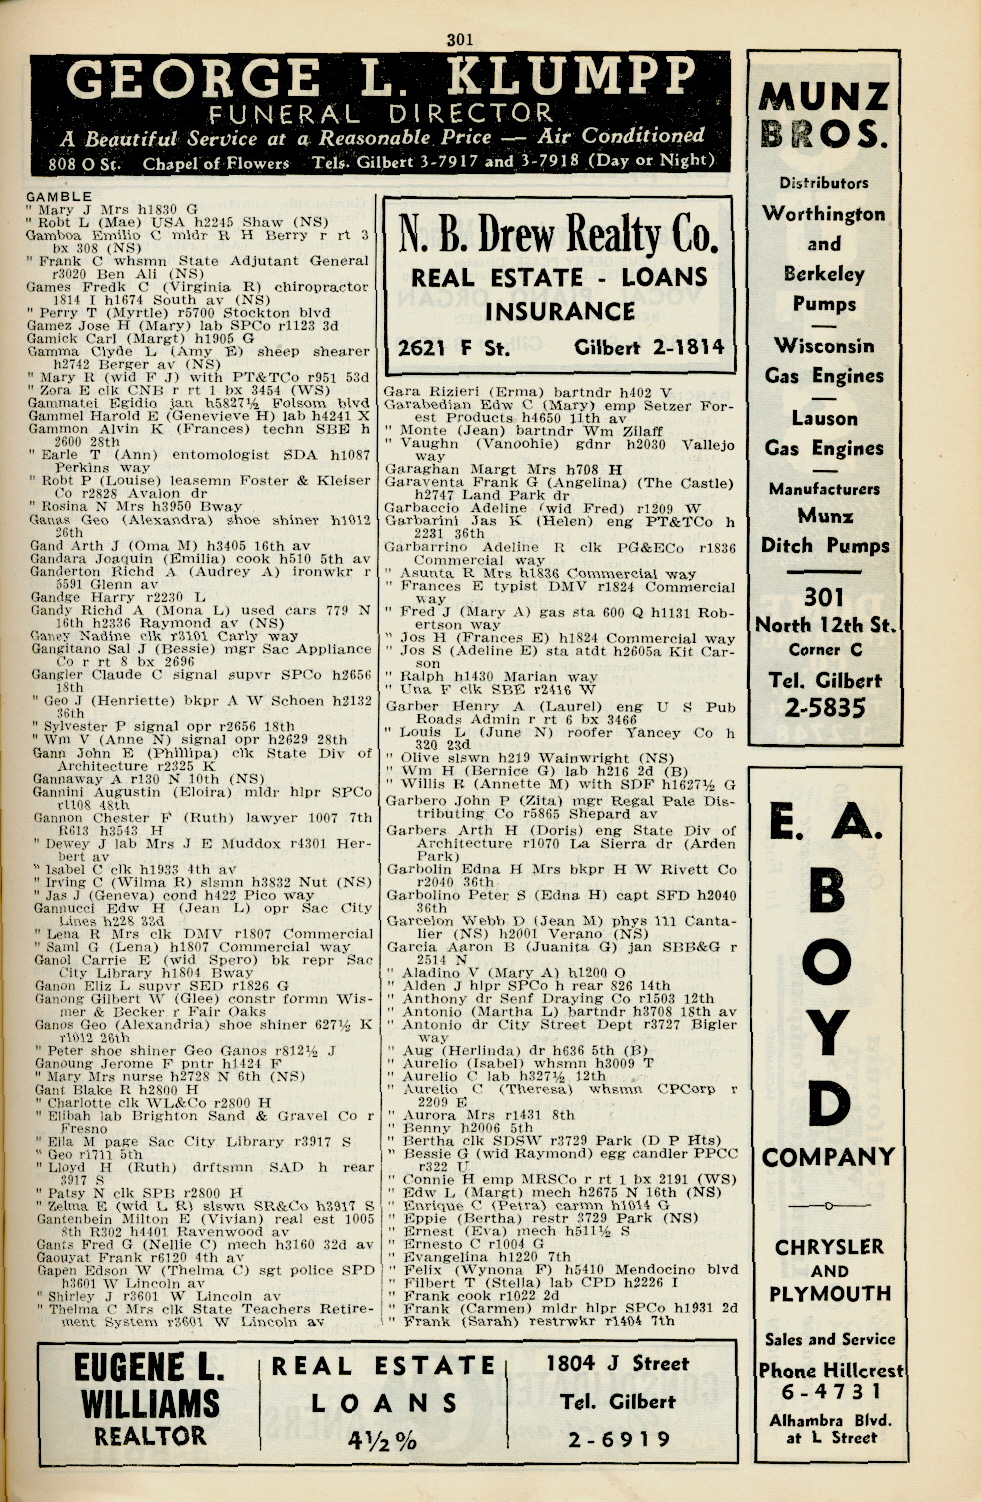 301
GEORGE L. KLUMPP
FUNERAL DIRECTOR
A Beautiful Service at a Reasonable Price — Air Conditioned
808 O St. Chapel of Flowers Tels. Gilbert 3-7917 and 3-7918 (Day or Night)
GAMBLE
" Mary J Mrs h1830 G
" Robt L (Mae) USA h2245 Shaw (NS)
Gamboa Emilio C mldr R H Berry r rt 3
bx 308 (NS)
" Frank C whsmn State Adjutant General
r3020 Ben Ali (NS)
Games Fredk C (Virginia R) chiropractor
1814 I h1674 South av (NS)
" Perry T (Myrtle) r5700 Stockton blvd
Gamez Jose H (Mary) lab SPCo r1123 3d
Gamick Carl (Margt) h1905 G
Gamma Clyde L (Amy E) sheep shearer
h2742 Berger av (NS)
" Mary R (wid F J) with PT&TCo r951 53d
" Zora E clk CNB r rt 1 bx 3454 (WS)
Gammatei Egidio jan h5827½ Folsom blvd
Gammel Harold E (Genevieve H) lab h4241 X
Gammon Alvin K (Frances) techn SBE h
2600 28th
" Earle T (Ann) entomologist SDA h1087
Perkins way
" Robt P (Louise) leasemn Foster & Kleiser
Co r2828 Avalon dr
" Rosina N Mrs h3950 Bway
Ganas Geo (Alexandra) shoe shiner h1012
26th
Gand Arth J (Oma M) h3405 16th av
Gandara Joaquin (Emilia) cook h510 5th av
Ganderton Richd A (Audrey A) ironwkr r
5591 Glenn av
Gandge Harry r2230 L
Gandy Richd A (Mona L) used cars 779 N
16th h2336 Raymond av (NS)
Ganey Nadine clk r3101 Carly way
Gangitano Sal J (Bessie) mgr Sac Appliance
Co r rt 8 bx 2696
Gangler Claude C signal supvr SPCo h2656
18th
" Geo J (Henriette) bkpr A W Schoen h2132
36th
" Sylvester P signal opr r2656 18th
" Wm V (Anne N) signal opr h2629 28th
Gann John E (Phillipa) clk State Div of
Architecture r2325 K
Gannaway A r130 N 10th (NS)
Gannini Augustin (Eloira) mldr hlpr SPCo
r1108 48th
Gannon Chester F (Ruth) lawyer 1007 7th
R613 h3543 H
" Dewey J lab Mrs J E Muddox r4301 Her-
bert av
" Isabel C clk h1933 4th av
" Irving C (Wilma R) slsmn h3832 Nut (NS)
" Jas J (Geneva) cond h422 Pico way
Gannucci Edw H (Jean L) opr Sac City
Lines h228 33d
" Lena R Mrs clk DMV r1807 Commercial
" Saml G (Lena) h1807 Commercial way
Ganol Carrie E (wid Spero) bk repr Sac
City Library h1804 Bway
Ganon Eliz L supvr SED r1826 G
Ganong Gilbert W (Glee) constr formn Wis-
mer & Becker r Fair Oaks
Ganos Geo (Alexandria) shoe shiner 627½ K
r1012 26th
" Peter shoe shiner Geo Ganos r812½ J
Ganoung Jerome F pntr h1424 F
" Mary Mrs nurse h2728 N 6th (NS)
Gant Blake R h2800 H
" Charlotte clk WL&Co r2800 H
" Elibah lab Brighton Sand & Gravel Co r
Fresno
" Ella M page Sac City Library r3917 S
" Geo r1711 5th
" Lloyd H (Ruth) drftsmn SAD h rear
3917 S
" Patsy N clk SPB r2800 H
" Zelma E (wid L R) slswn SR&Co h3917 S
Gantenbein Milton E (Vivian) real est 1005
8th R302 h4401 Ravenwood av
Gants Fred G (Nellie C) mech h3160 32d av
Gaouyat Frank r6120 4th av
Gapen Edson W (Thelma C) sgt police SPD
h3601 W Lincoln av
" Shirley J r3601 W Lincoln av
" Thelma C Mrs clk State Teachers Retire-
ment System r3601 W Lincoln av
N. B. Drew Realty Co.
REAL ESTATE - LOANS
INSURANCE
2621 F St. Gilbert 2-1814
Gara Rizieri (Erma) bartndr h402 V
Garabedian Edw C (Mary) emp Setzer For-
est Products h4650 11th av
" Monte (Jean) bartndr Wm Zilaff
" Vaughn (Vanoohie) gdnr h2030 Vallejo
way
Garaghan Margt Mrs h708 H
Garaventa Frank G (Angelina) (The Castle)
h2747 Land Park dr
Garbaccio Adeline (wid Fred) r1209 W
Garbarini Jas K (Helen) eng PT&TCo h
2231 36th
Garbarrino Adeline R clk PG&ECo r1836
Commercial way
" Asunta R Mrs h1836 Commercial way
" Frances E typist DMV r1824 Commercial
way
" Fred J (Mary A) gas sta 600 Q h1131 Rob-
ertson way
" Jos H (Frances E) h1824 Commercial way
" Jos S (Adeline E) sta atdt h2605a Kit Car-
son
" Ralph h1430 Marian way
" Una F clk SBE r2416 W
Garber Henry A (Laurel) eng U S Pub
Roads Admin r rt 6 bx 3466
" Louis L (June N) roofer Yancey Co h
320 23d
" Olive slswn h219 Wainwright (NS)
" Wm H (Bernice G) lab h216 2d (B)
" Willis R (Annette M) with SDF h1627½ G
Garbero John P (Zita) mgr Regal Pale Dis-
tributing Co r5865 Shepard av
Garbers Arth H (Doris) eng State Div of
Architecture r1070 La Sierra dr (Arden
Park)
Garbolin Edna H Mrs bkpr H W Rivett Co
r2040 36th
Garbolino Peter S (Edna H) capt SFD h2040
36th
Garcelon Webb D (Jean M) phys 111 Canta-
lier (NS) h2001 Verano (NS)
Garcia Aaron B (Juanita G) jan SBB&G r
2514 N
" Aladino V (Mary A) h1200 O
" Alden J hlpr SPCo h rear 826 14th
" Anthony dr Senf Draying Co r1503 12th
" Antonio (Martha L) bartndr h3708 18th av
" Antonio dr City Street Dept r3727 Bigler
way
" Aug (Herlinda) dr h636 5th (B)
" Aurelio (Isabel) whsmn h3009 T
" Aurelio C lab h327½ 12th
" Aurelio C (Theresa) whsmn CPCorp r
2209 E
" Aurora Mrs r1431 8th
" Benny h2006 5th
" Bertha clk SDSW r3729 Park (D P Hts)
" Bessie G (wid Raymond) egg candler PPCC
r322 U
" Connie H emp MRSCo r rt 1 bx 2191 (WS)
" Edw L (Margt) mech h2675 N 16th (NS)
" Enrique C (Petra) carmn h1014 G
" Eppie (Bertha) restr 3729 Park (NS)
" Ernest (Eva) mech h511½ S
" Ernesto C r1004 G
" Evangelina h1220 7th
" Felix (Wynona F) h5410 Mendocino blvd
" Filbert T (Stella) lab CPD h2226 I
" Frank cook r1022 2d
" Frank (Carmen) mldr hlpr SPCo h1931 2d
" Frank (Sarah) restrwkr r1404 7th
MUNZ
BROS.
Distributors
Worthington
and
Berkeley
Pumps
Wisconsin
Gas Engines
Lauson
Gas Engines
Manufacturers
Munz
Ditch Pumps
301
North 12th St.
Corner C
Tel. Gilbert
2-5835
E. A.
B
O
Y
D
COMPANY
CHRYSLER
AND
PLYMOUTH
Sales and Service
Phone Hillcrest
6-4731
Alhambra Blvd.
at L Street
EUGENE L.
WILLIAMS
REALTOR
REAL ESTATE
LOANS
4½%
1804 J Street
Tel. Gilbert
2-6919